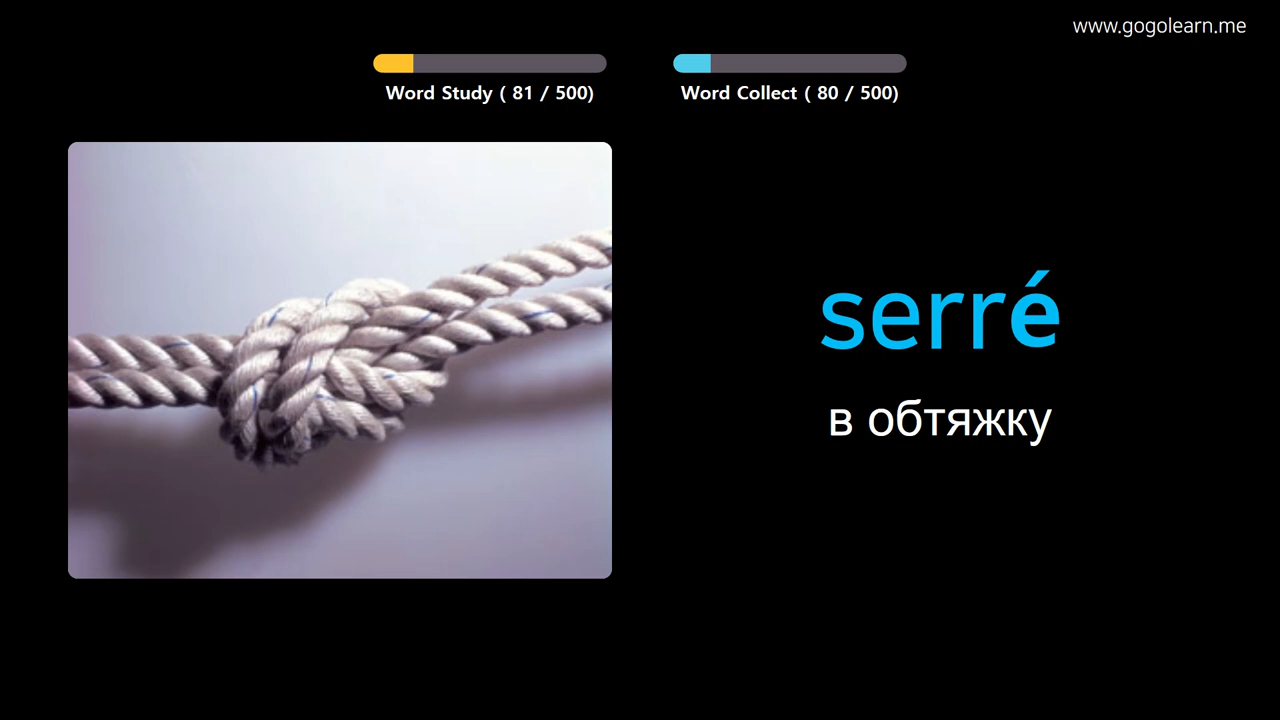 www.gogolearn.me
Word Study ( 81 / 500)
Word Collect ( 80 / 500)
serré
в обтяжку